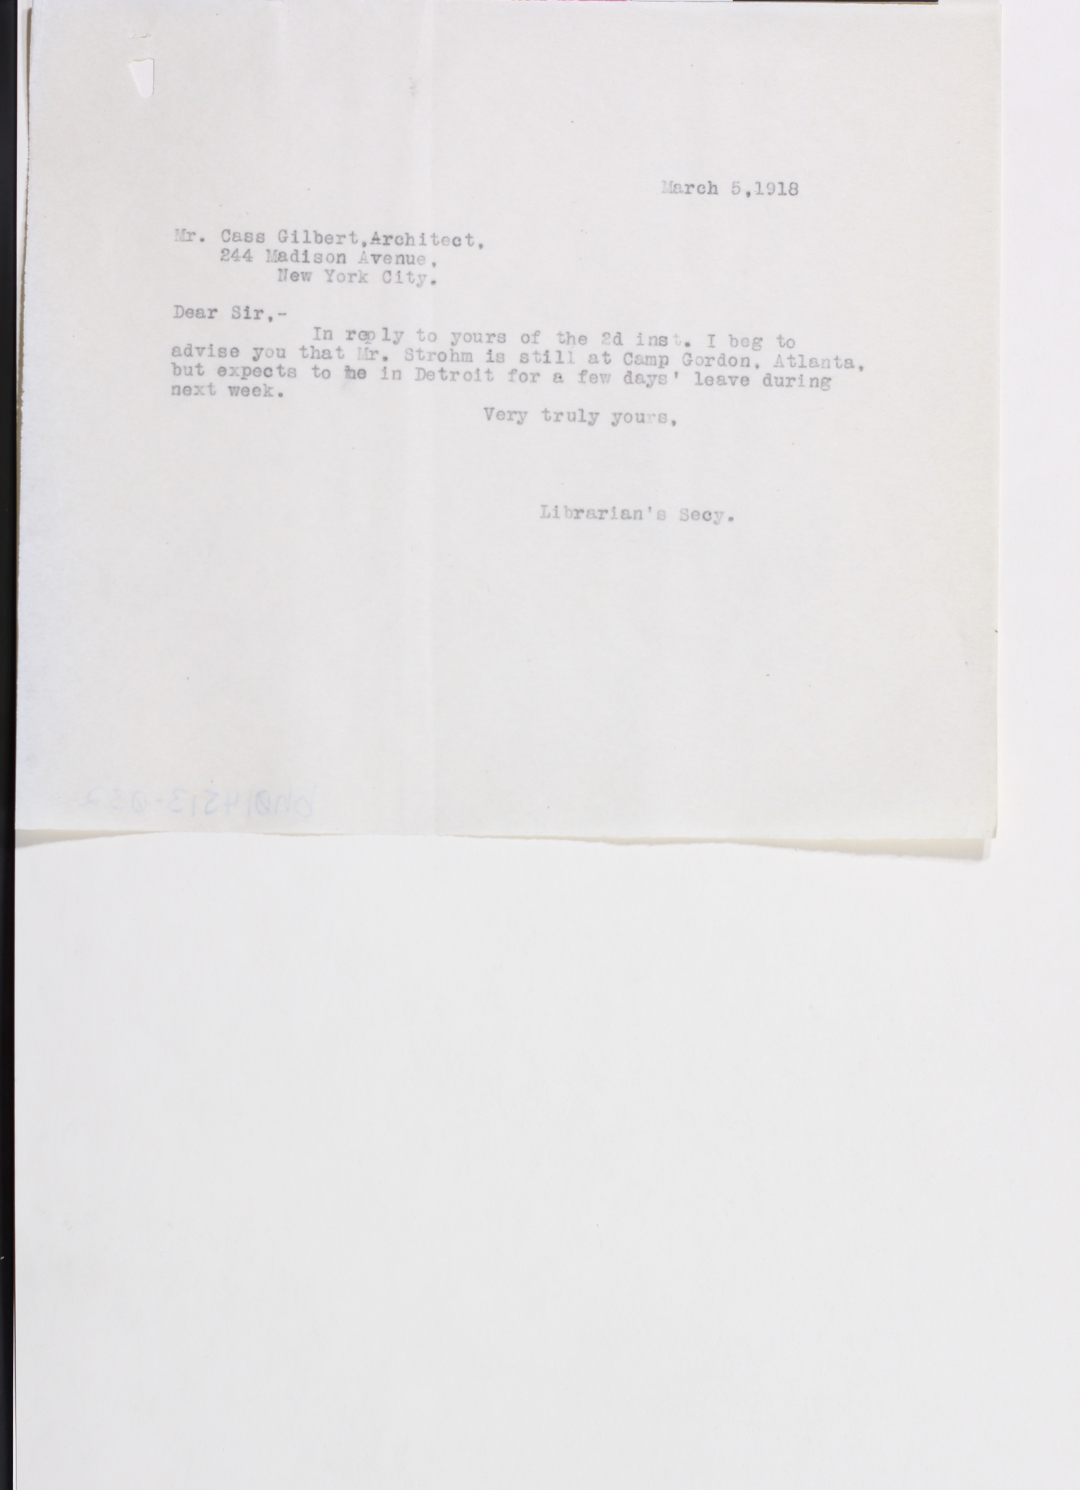 March 5,1918
Mr. Cass Gilbert,Architect,
244 Madison Avenue,
New York City.
Dear Sir,-
In reply to yours of the 2d inst. I beg to
advise you that Mr. Strohm is still at Camp Gordon, Atlanta,
but expects to be in Detroit for a few days' leave during
next week.
Very truly yours,
Librarian's Secy.